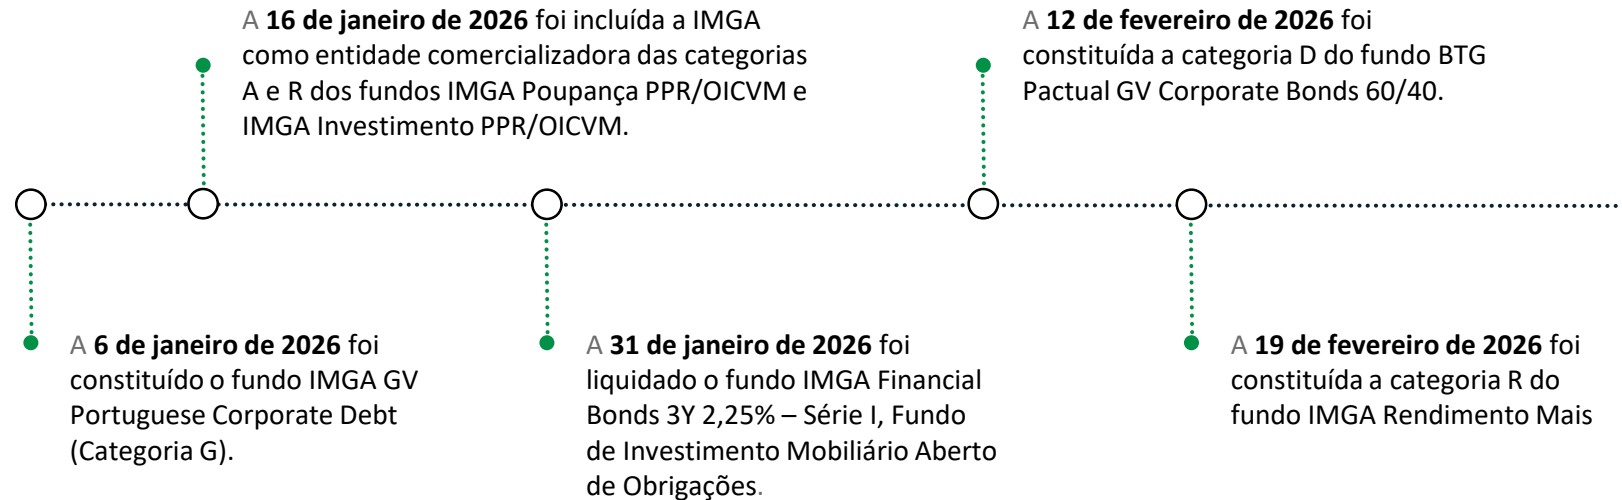 A 16 de janeiro de 2026 foi incluída a IMGA
como entidade comercializadora das categorias
A e R dos fundos IMGA Poupança PPR/OICVM e
IMGA Investimento PPR/OICVM.
A 12 de fevereiro de 2026 foi
constituída a categoria D do fundo BTG
Pactual GV Corporate Bonds 60/40.
A 6 de janeiro de 2026 foi
constituído o fundo IMGA GV
Portuguese Corporate Debt
(Categoria G).
A 31 de janeiro de 2026 foi
liquidado o fundo IMGA Financial
Bonds 3Y 2,25% – Série I, Fundo
de Investimento Mobiliário Aberto
de Obrigações.
A 19 de fevereiro de 2026 foi
constituída a categoria R do
fundo IMGA Rendimento Mais